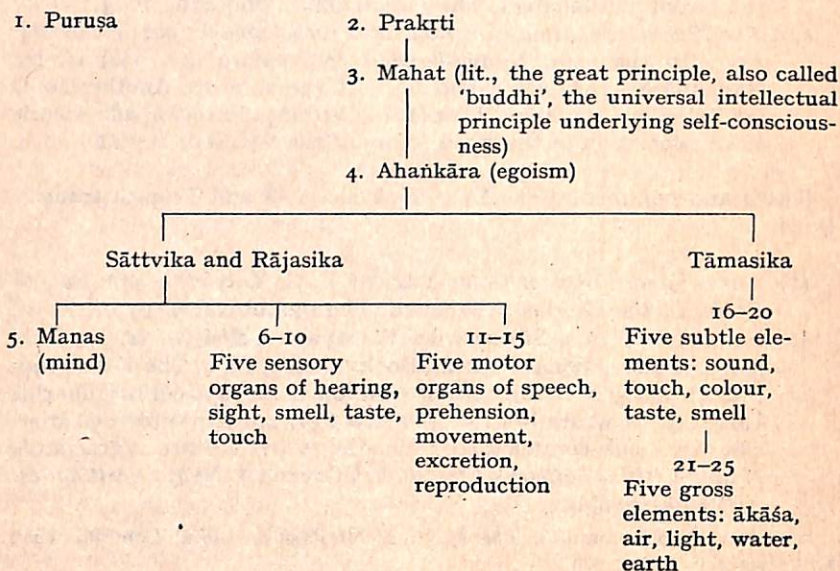 1. Puruṣa
2. Prakṛti
3. Mahat (lit., the great principle, also called
'buddhi', the universal intellectual
principle underlying self-conscious-
ness)
4. Ahaṅkāra (egoism)
Sāttvika and Rājasika
Tāmasika
5. Manas
(mind)
6–10
Five sensory
organs of hearing,
sight, smell, taste,
touch
11–15
Five motor
organs of speech,
prehension,
movement,
excretion,
reproduction
16–20
Five subtle ele-
ments: sound,
touch, colour,
taste, smell
21–25
Five gross
elements: ākāśa,
air, light, water,
earth